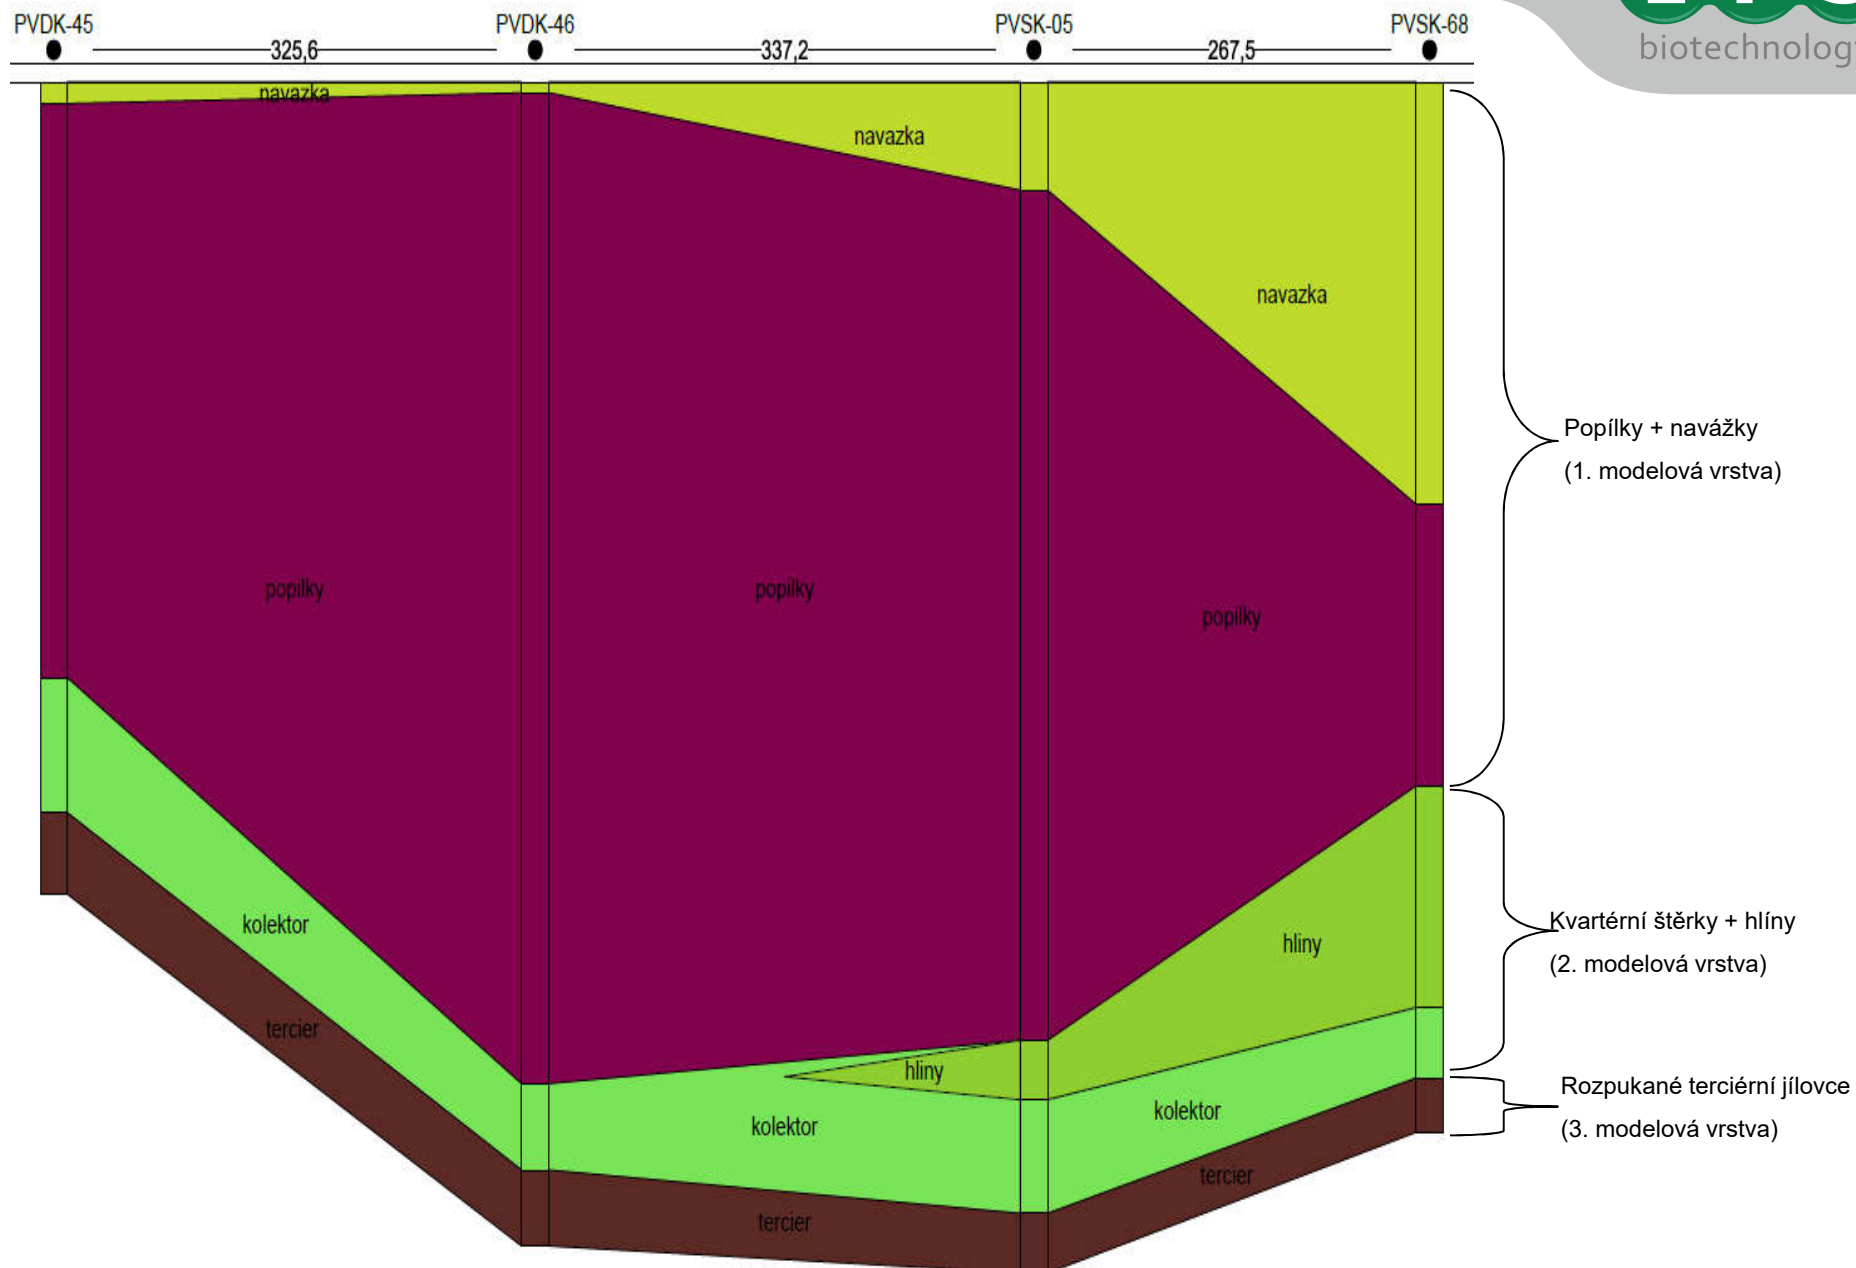 PVDK-45 PVDK-46 PVSK-05 PVSK-68
325,6 337,2 267,5
biotechnology
navazka
navazka
navazka
Popílky + navážky
(1. modelová vrstva)
popilky popilky popilky
kolektor
hliny
Kvartérní štěrky + hlíny
(2. modelová vrstva)
tercier
hliny
kolektor
kolektor
Rozpukané terciérní jílovce
(3. modelová vrstva)
tercier
tercier